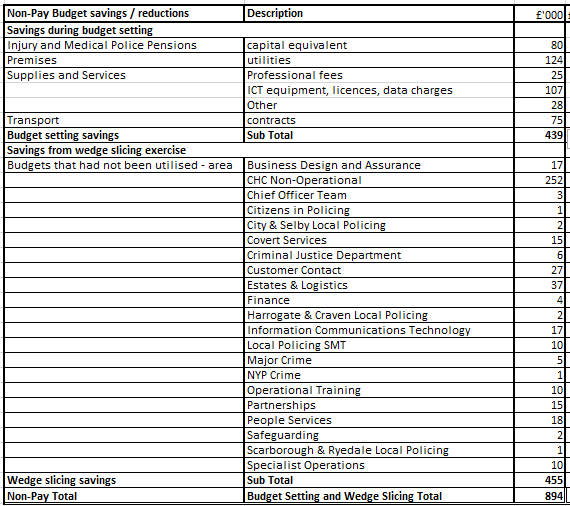 Non-Pay Budget savings / reductions Description £'000
Savings during budget setting
Injury and Medical Police Pensions capital equivalent 80
Premises utilities 124
Supplies and Services Professional fees 25
ICT equipment, licences, data charges 107
Other 28
Transport contracts 75
Budget setting savings Sub Total 439
Savings from wedge slicing exercise
Budgets that had not been utilised - area Business Design and Assurance 17
CHC Non-Operational 252
Chief Officer Team 3
Citizens in Policing 1
City & Selby Local Policing 2
Covert Services 15
Criminal Justice Department 6
Customer Contact 27
Estates & Logistics 37
Finance 4
Harrogate & Craven Local Policing 2
Information Communications Technology 17
Local Policing SMT 10
Major Crime 5
NYP Crime 1
Operational Training 10
Partnerships 15
People Services 18
Safeguarding 2
Scarborough & Ryedale Local Policing 1
Specialist Operations 10
Wedge slicing savings Sub Total 455
Non-Pay Total Budget Setting and Wedge Slicing Total 894